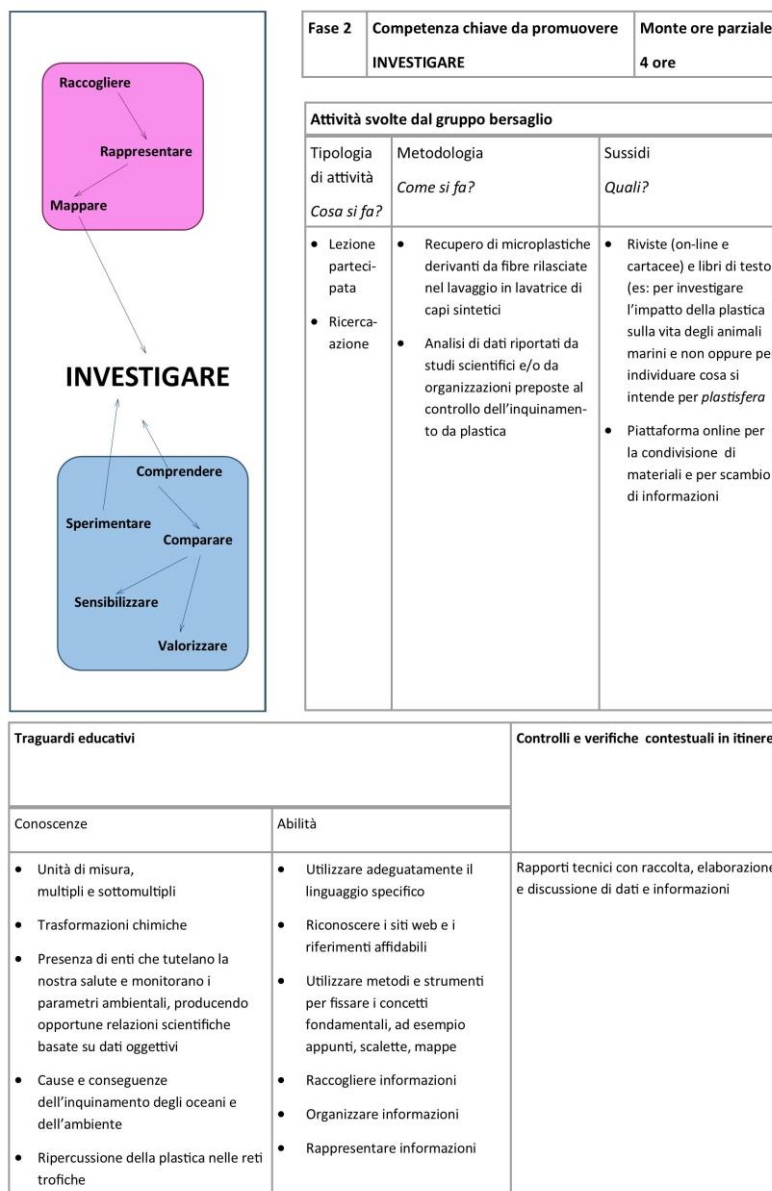 Raccogliere
Rappresentare
Mappare
INVESTIGARE
Comprendere
Sperimentare
Comparare
Sensibilizzare
Valorizzare
Fase 2
Competenza chiave da promuovere
INVESTIGARE
Monte ore parziale
4 ore
Attività svolte dal gruppo bersaglio
Tipologia
di attività
Cosa si fa?
Metodologia
Come si fa?
Sussidi
Quali?
• Lezione
parteci-
pata
• Ricerca-
azione
• Recupero di microplastiche
derivanti da fibre rilasciate
nel lavaggio in lavatrice di
capi sintetici
• Analisi di dati riportati da
studi scientifici e/o da
organizzazioni preposte al
controllo dell’inquinamen-
to da plastica
• Riviste (on-line e
cartacee) e libri di testo
(es: per investigare
l’impatto della plastica
sulla vita degli animali
marini e non oppure pe
individuare cosa si
intende per plastisfera
• Piattaforma online per
la condivisione di
materiali e per scambio
di informazioni
Traguardi educativi
Controlli e verifiche contestuali in itinere
Conoscenze
Abilità
• Unità di misura,
multipli e sottomultipli
• Trasformazioni chimiche
• Presenza di enti che tutelano la
nostra salute e monitorano i
parametri ambientali, producendo
opportune relazioni scientifiche
basate su dati oggettivi
• Cause e conseguenze
dell’inquinamento degli oceani e
dell’ambiente
• Ripercussione della plastica nelle reti
trofiche
• Utilizzare adeguatamente il
linguaggio specifico
• Riconoscere i siti web e i
riferimenti affidabili
• Utilizzare metodi e strumenti
per fissare i concetti
fondamentali, ad esempio
appunti, scalette, mappe
• Raccogliere informazioni
• Organizzare informazioni
• Rappresentare informazioni
Rapporti tecnici con raccolta, elaborazione
e discussione di dati e informazioni